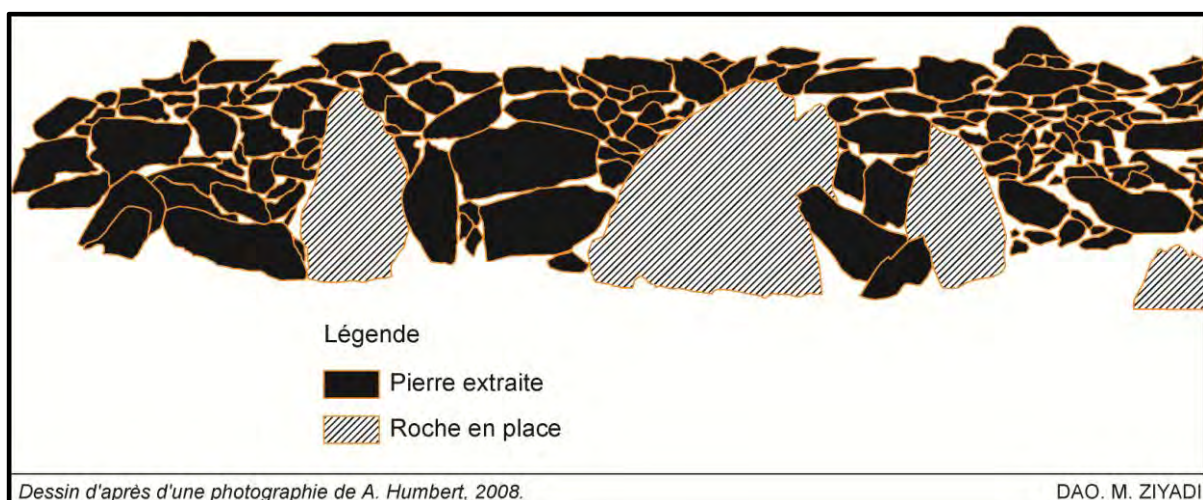 Légende
Pierre extraite
Roche en place
Dessin d'après d'une photographie de A. Humbert, 2008.
DAO. M. ZIYADI